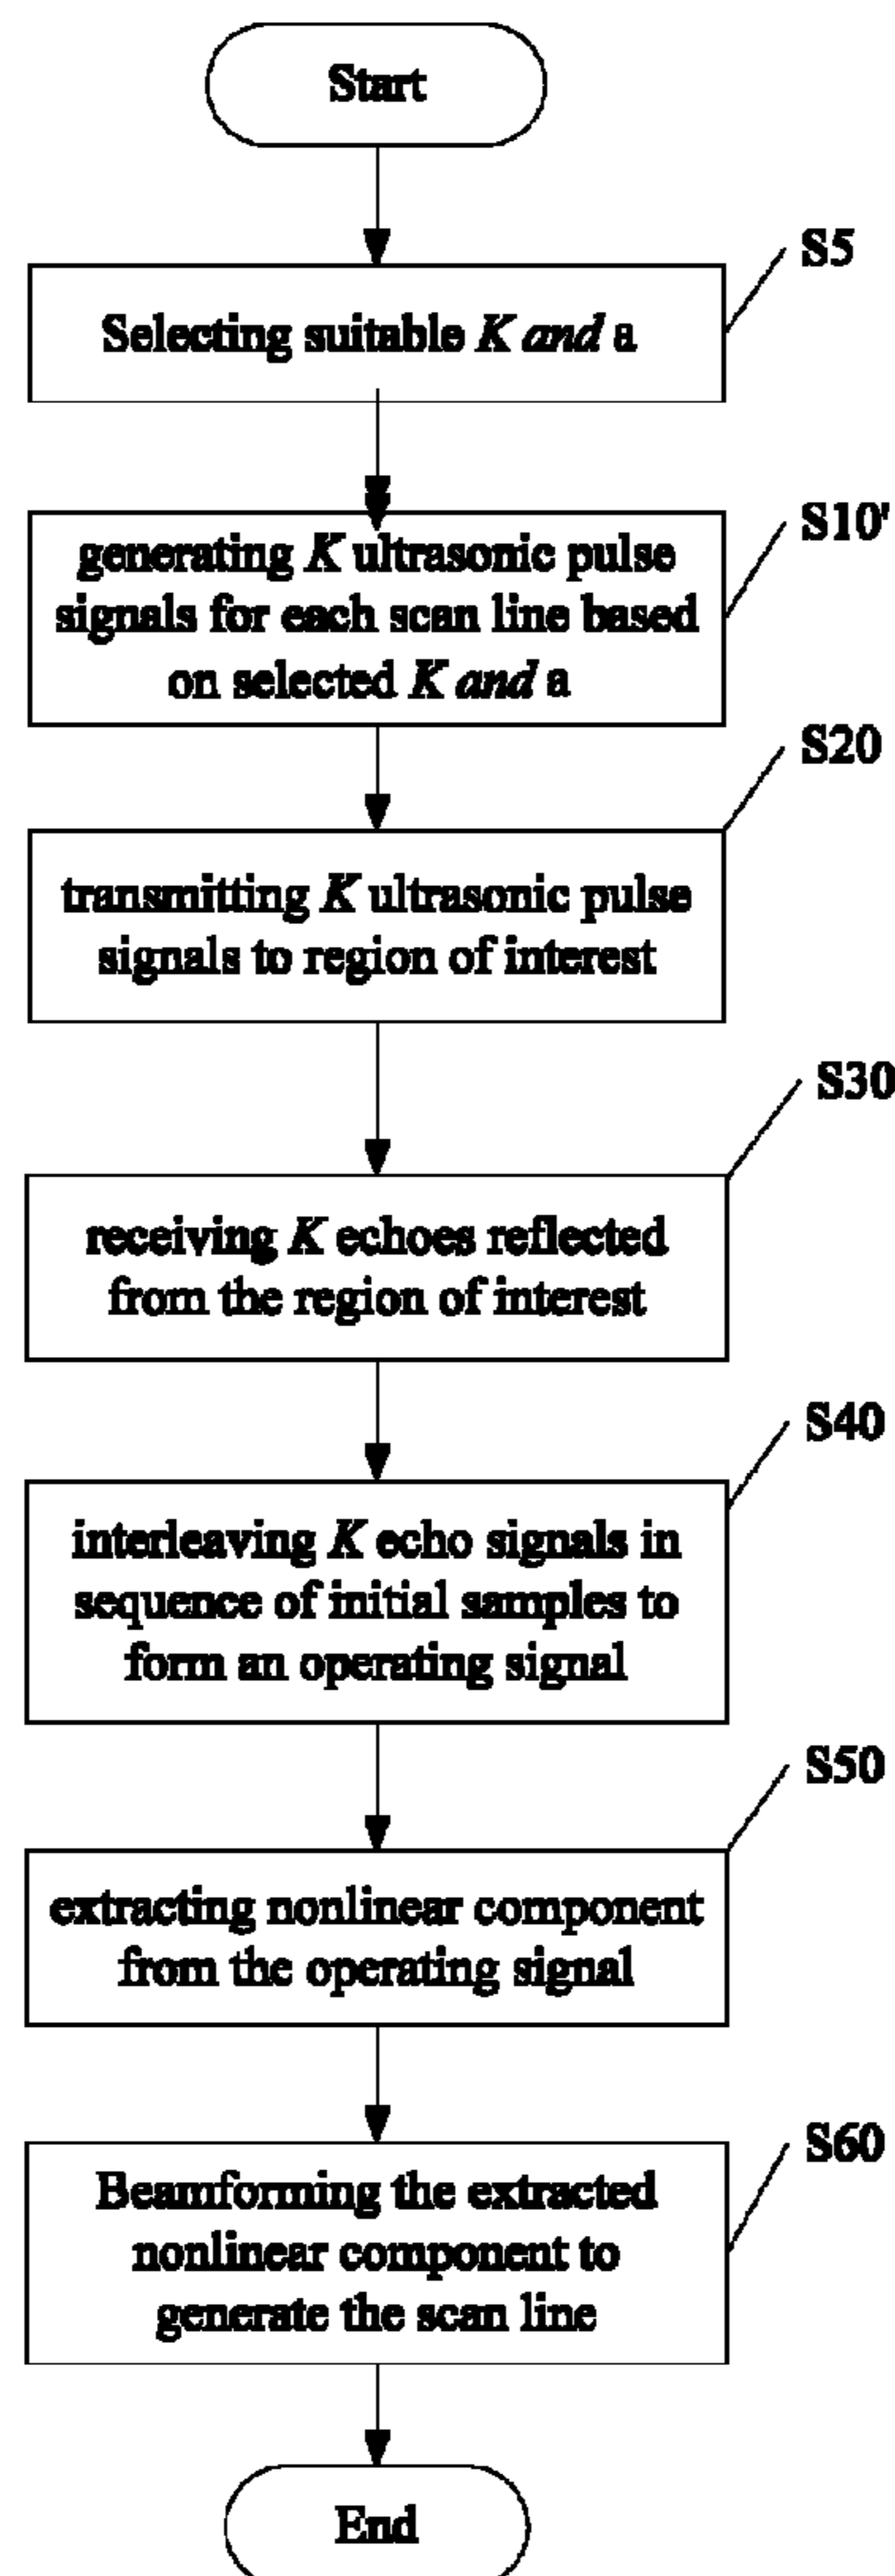 Start
S5
Selecting suitable K and a
S10'
generating K ultrasonic pulse
signals for each scan line based
on selected K and a
S20
transmitting K ultrasonic pulse
signals to region of interest
S30
receiving K echoes reflected
from the region of interest
S40
interleaving K echo signals in
sequence of initial samples to
form an operating signal
S50
extracting nonlinear component
from the operating signal
S60
Beamforming the extracted
nonlinear component to
generate the scan line
End